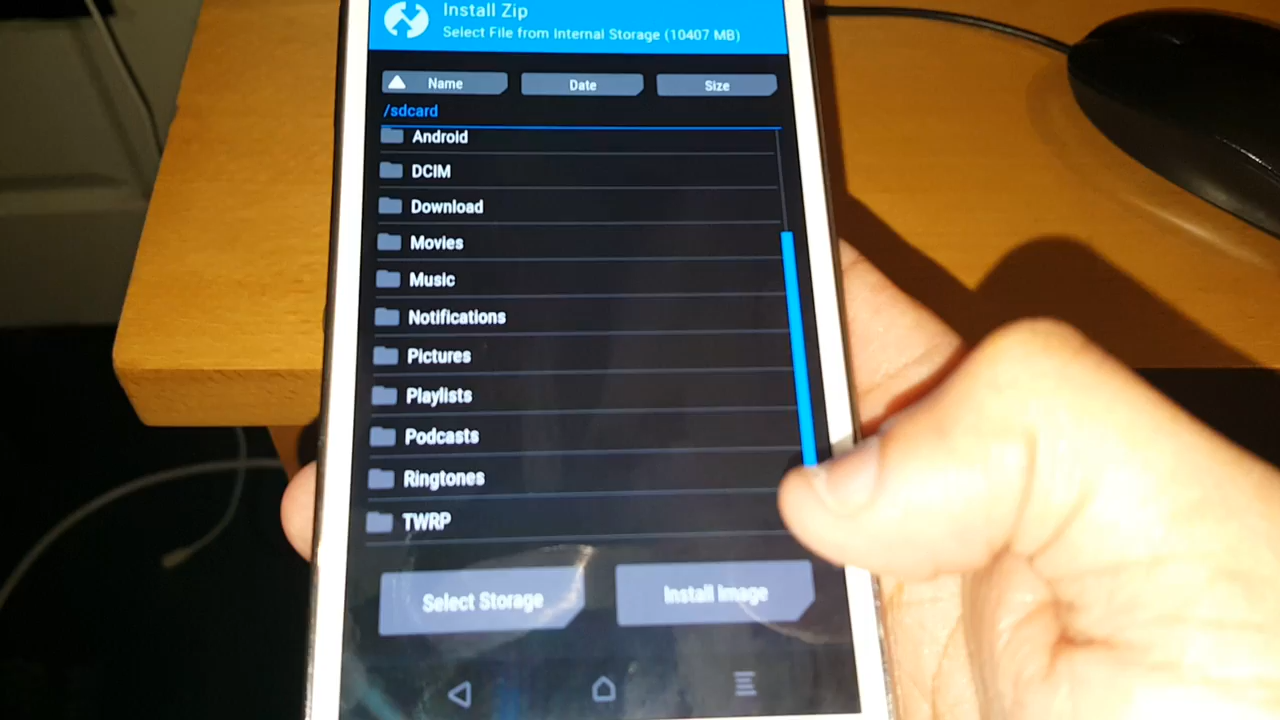 Install Zip
Select File from Internal Storage (10407 MB)
Name Date Size
/sdcard
Android
DCIM
Download
Movies
Music
Notifications
Pictures
Playlists
Podcasts
Ringtones
TWRP
Select Storage Install Image